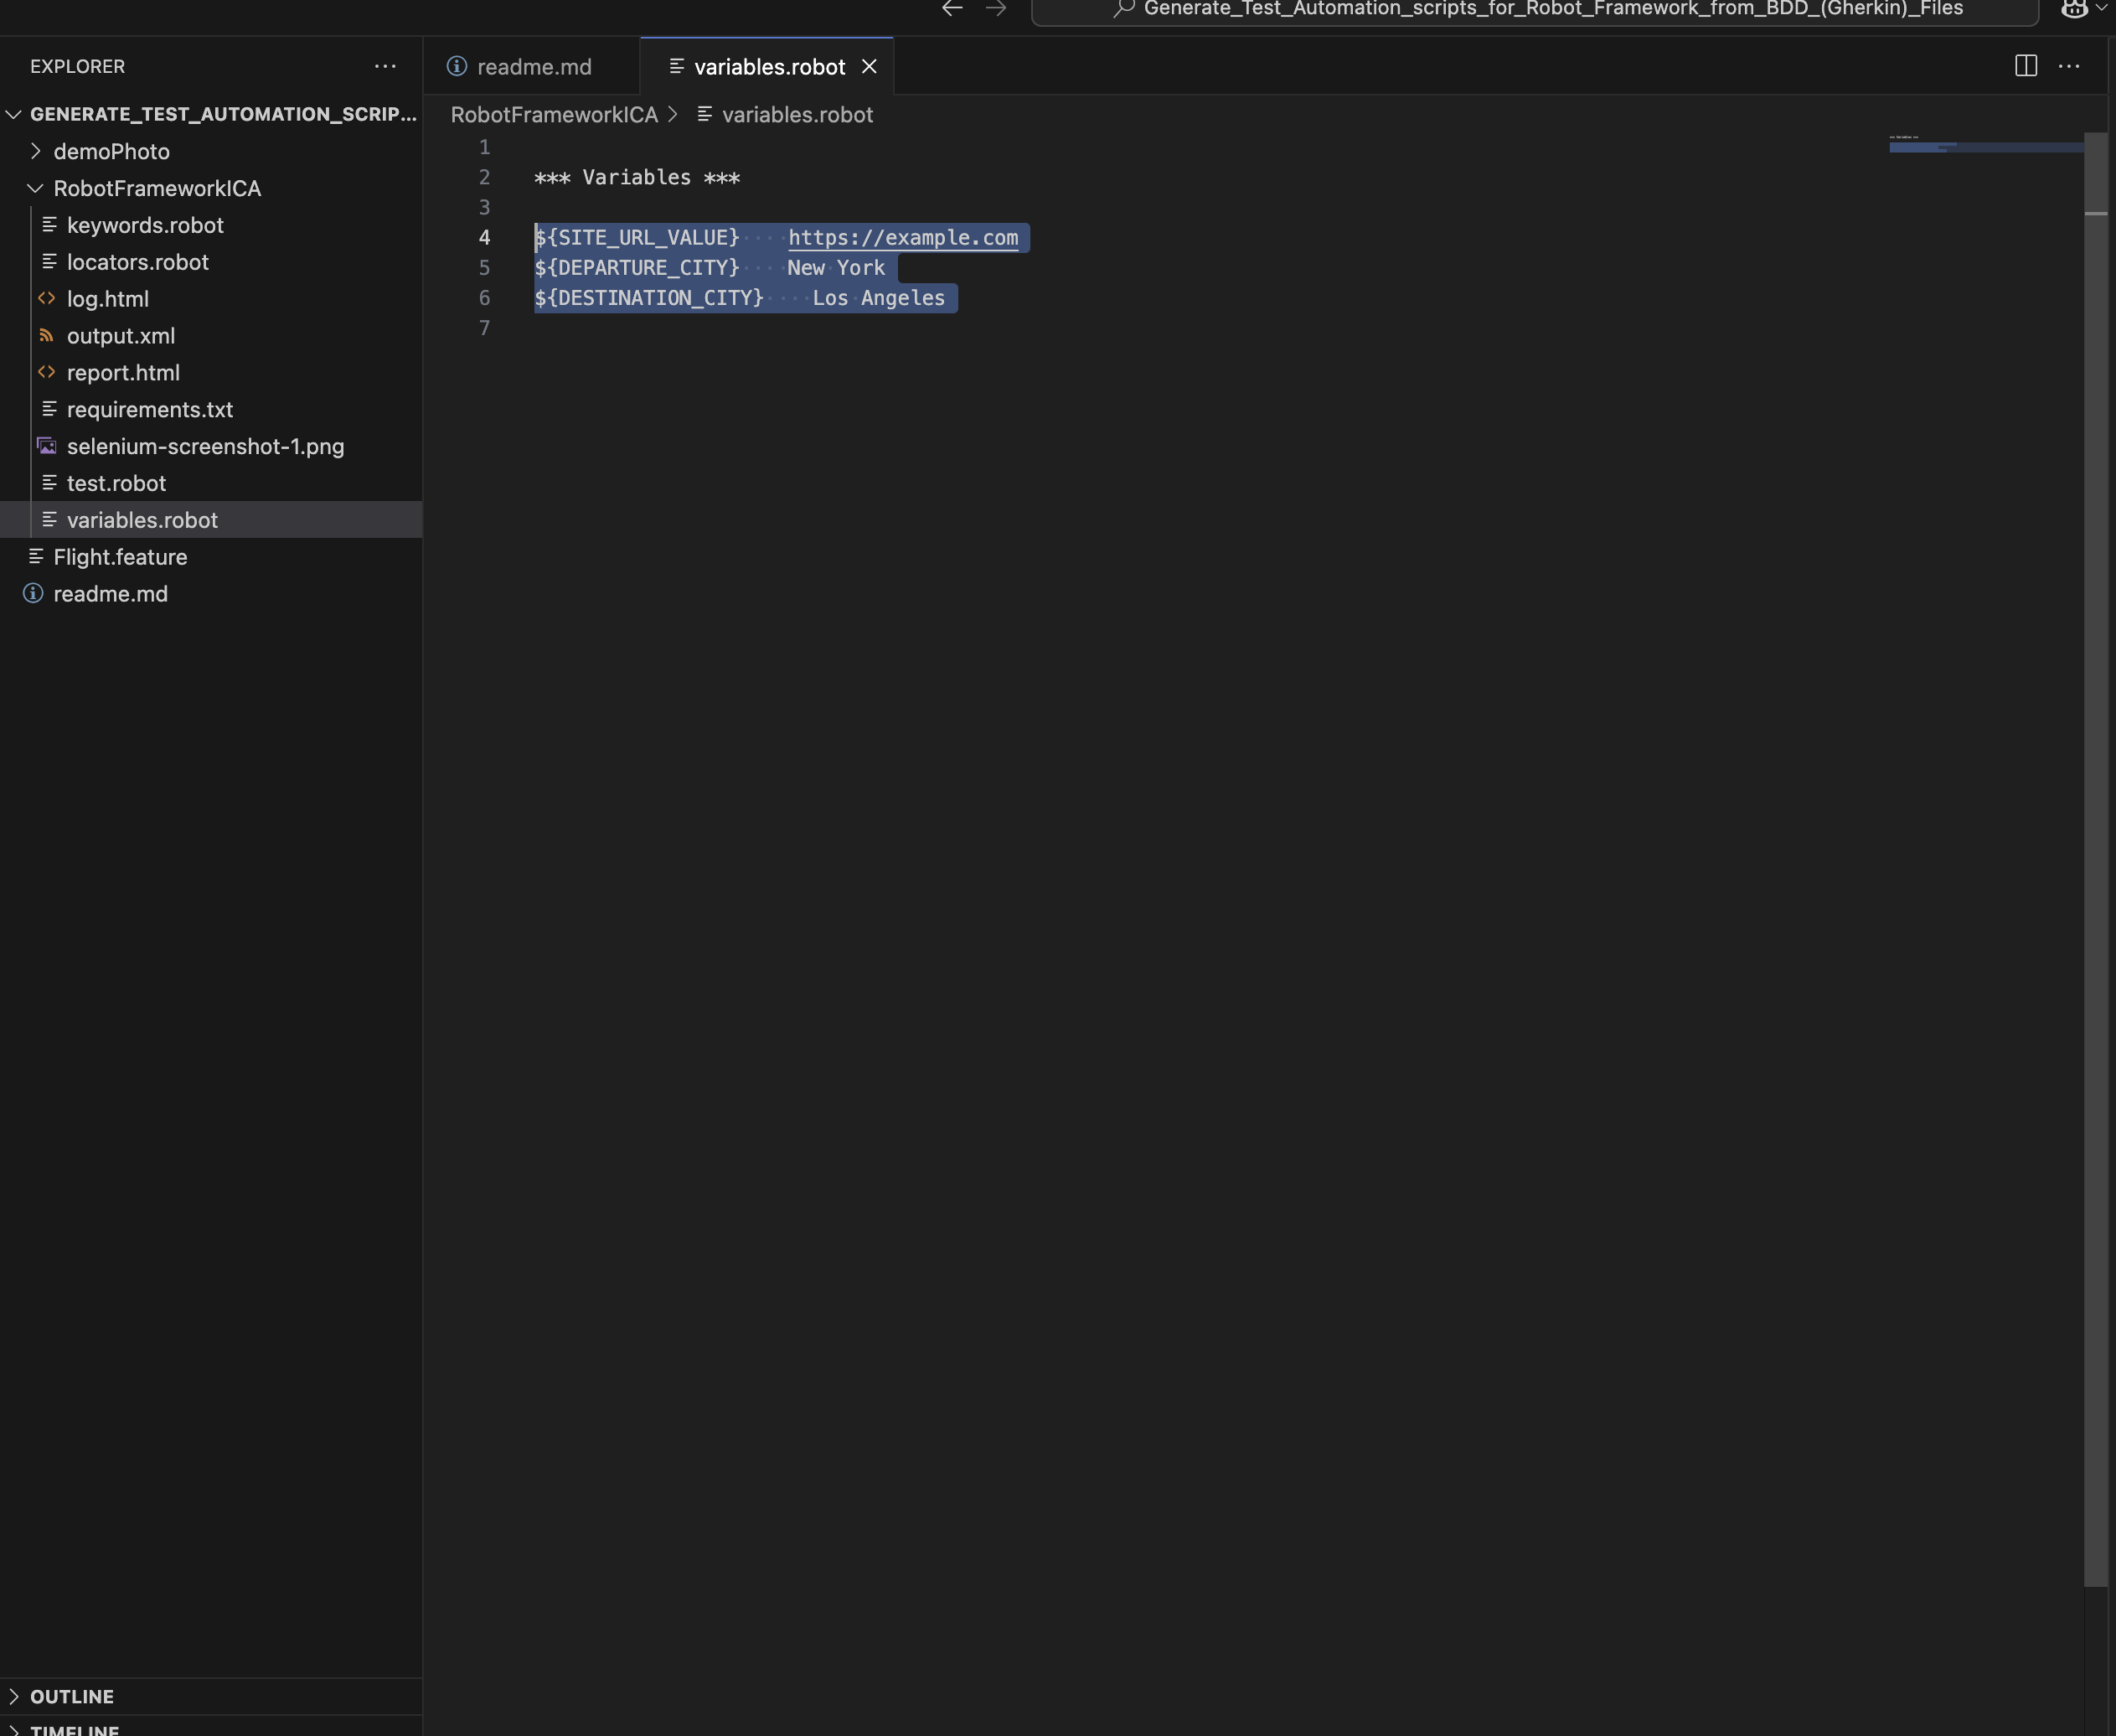 Generate_Test_Automation_scripts_for_Robot_Framework_from_BDD_(Gherkin)_Files
EXPLORER
GENERATE_TEST_AUTOMATION_SCRIP...
demoPhoto
RobotFrameworkICA
keywords.robot
locators.robot
log.html
output.xml
report.html
requirements.txt
selenium-screenshot-1.png
test.robot
variables.robot
Flight.feature
readme.md
OUTLINE
TIMELINE
readme.md
variables.robot
RobotFrameworkICA > variables.robot
1
2 *** Variables ***
3
4 ${SITE_URL_VALUE}    https://example.com
5 ${DEPARTURE_CITY}    New York
6 ${DESTINATION_CITY}    Los Angeles
7